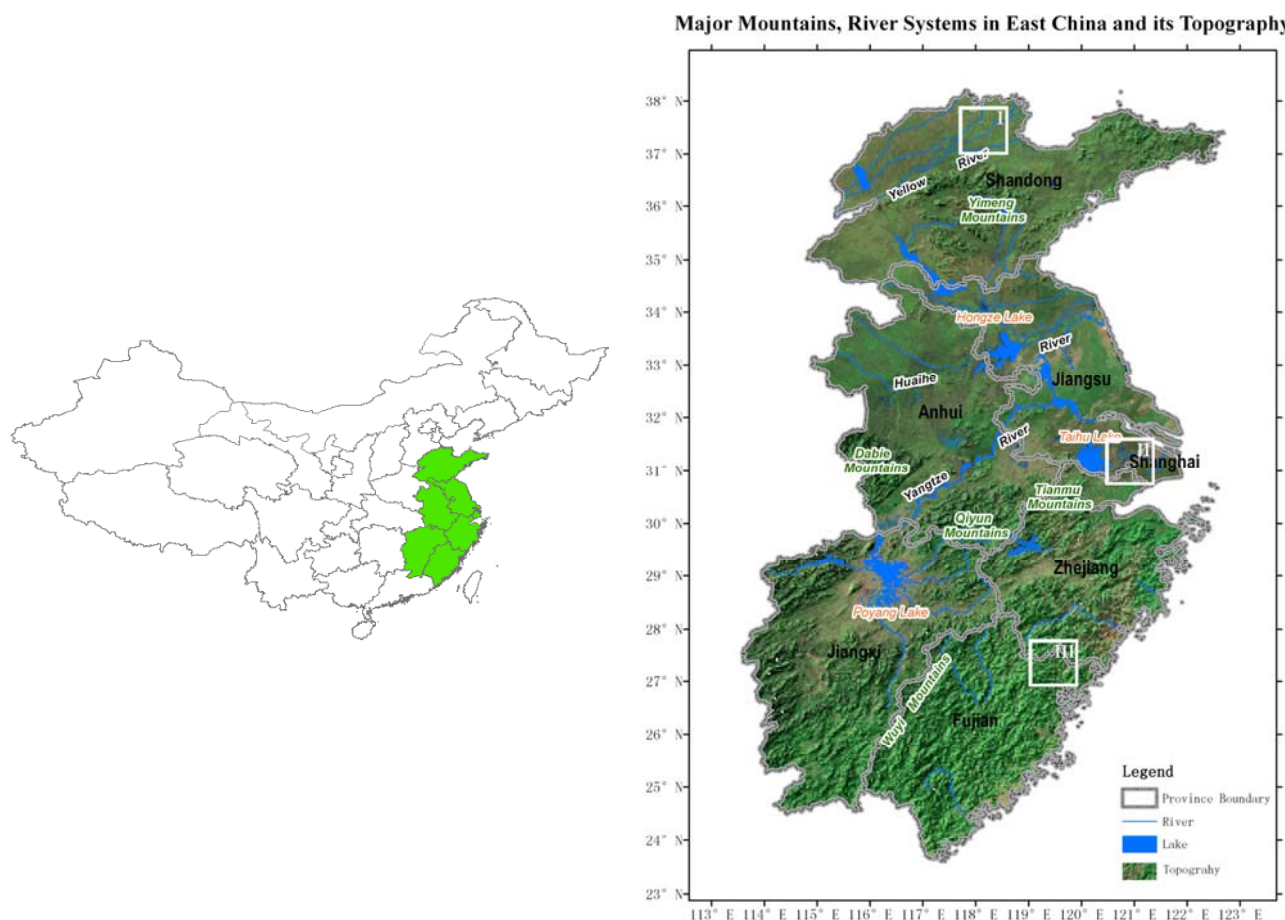 Major Mountains, River Systems in East China and its Topography
38° N
37° N
36° N
35° N
34° N
33° N
32° N
31° N
30° N
29° N
28° N
27° N
26° N
25° N
24° N
23° N
I
Yellow River
Shandong
Yimeng
Mountains
Hongze Lake
Huaihe River
Jiangsu
Anhui
Taihu Lake
II
Shanghai
Dabie
Mountains
Yangtze River
Tianmu
Mountains
Qiyun
Mountains
Zhejiang
Poyang Lake
Jiangxi
III
Wuyi Mountains
Fujian
Legend
Province Boundary
River
Lake
Topograhy
113° E 114° E 115° E 116° E 117° E 118° E 119° E 120° E 121° E 122° E 123° E